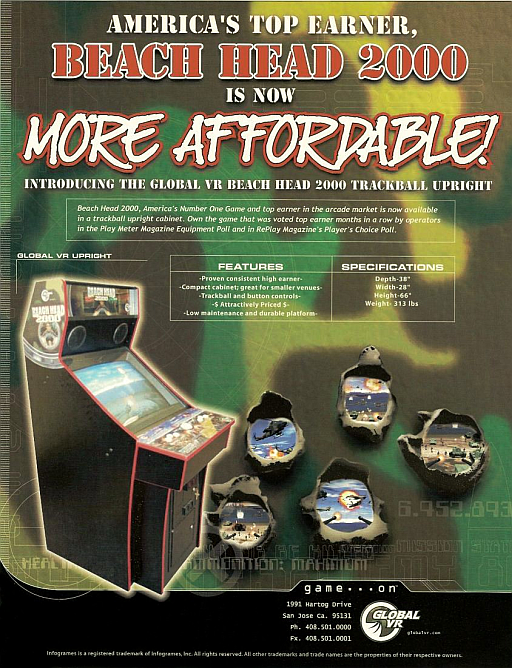 AMERICA'S TOP EARNER,
BEACH HEAD 2000
IS NOW
MORE AFFORDABLE!
INTRODUCING THE GLOBAL VR BEACH HEAD 2000 TRACKBALL UPRIGHT
Beach Head 2000, America's Number One Game and top earner in the arcade market is now available
in a trackball upright cabinet. Own the game that was voted top earner months in a row by operators
in the Play Meter Magazine Equipment Poll and in RePlay Magazine's Player's Choice Poll.
GLOBAL VR UPRIGHT
FEATURES
-Proven consistent high earner-
-Compact cabinet; great for smaller venues-
-Trackball and button controls-
-$ Attractively Priced $-
-Low maintenance and durable platform-
SPECIFICATIONS
Depth-38"
Width-28"
Height-66"
Weight- 313 lbs
BEACH HEAD
2000
6.952.893
AMMUNITION: MAXIMUM
game...on
1991 Hartog Drive
San Jose Ca. 95131
Ph. 408.501.0000
Fx. 408.501.0001
GLOBAL
VR
globalvr.com
Infogrames is a registered trademark of Infogrames, Inc. All rights reserved. All other trademarks and trade names are the properties of their respective owners.